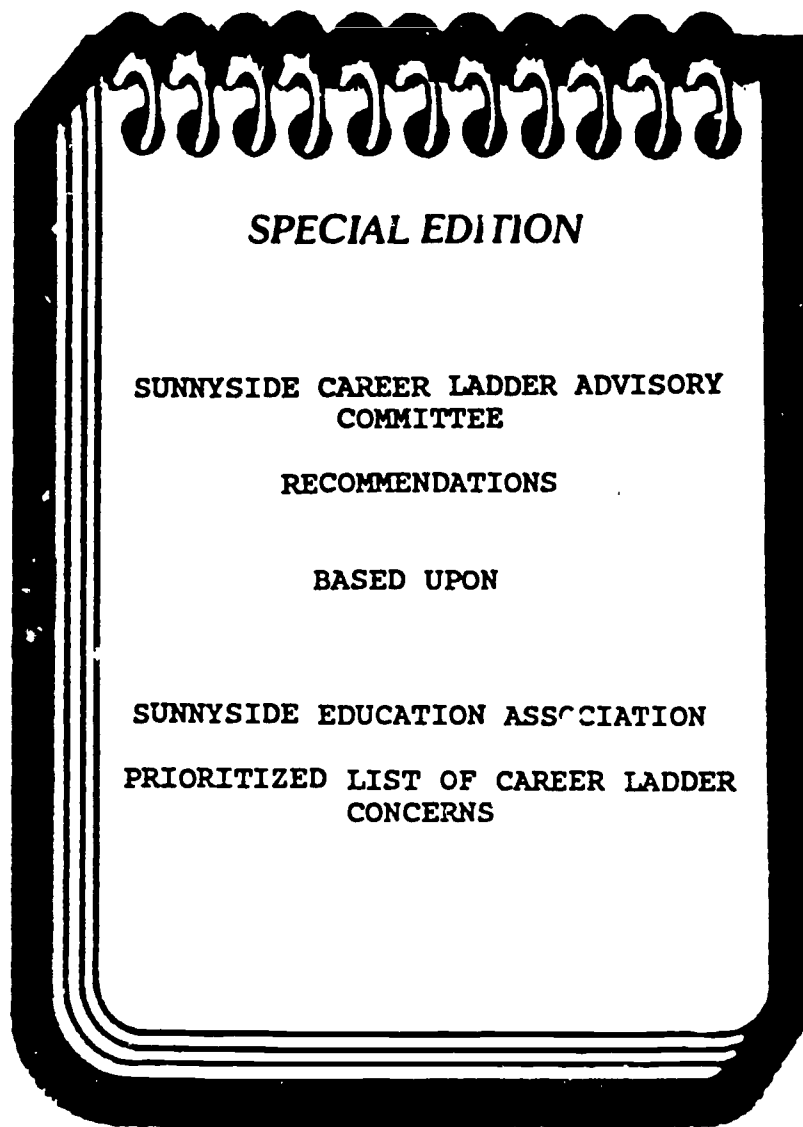 SPECIAL EDITION
SUNNYSIDE CAREER LADDER ADVISORY
COMMITTEE
RECOMMENDATIONS
BASED UPON
SUNNYSIDE EDUCATION ASSOCIATION
PRIORITIZED LIST OF CAREER LADDER
CONCERNS